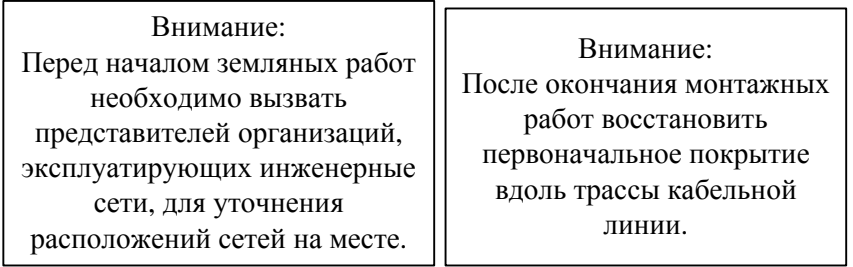 Внимание:
Перед началом земляных работ
необходимо вызвать
представителей организаций,
эксплуатирующих инженерные
сети, для уточнения
расположений сетей на месте.
Внимание:
После окончания монтажных
работ восстановить
первоначальное покрытие
вдоль трассы кабельной
линии.